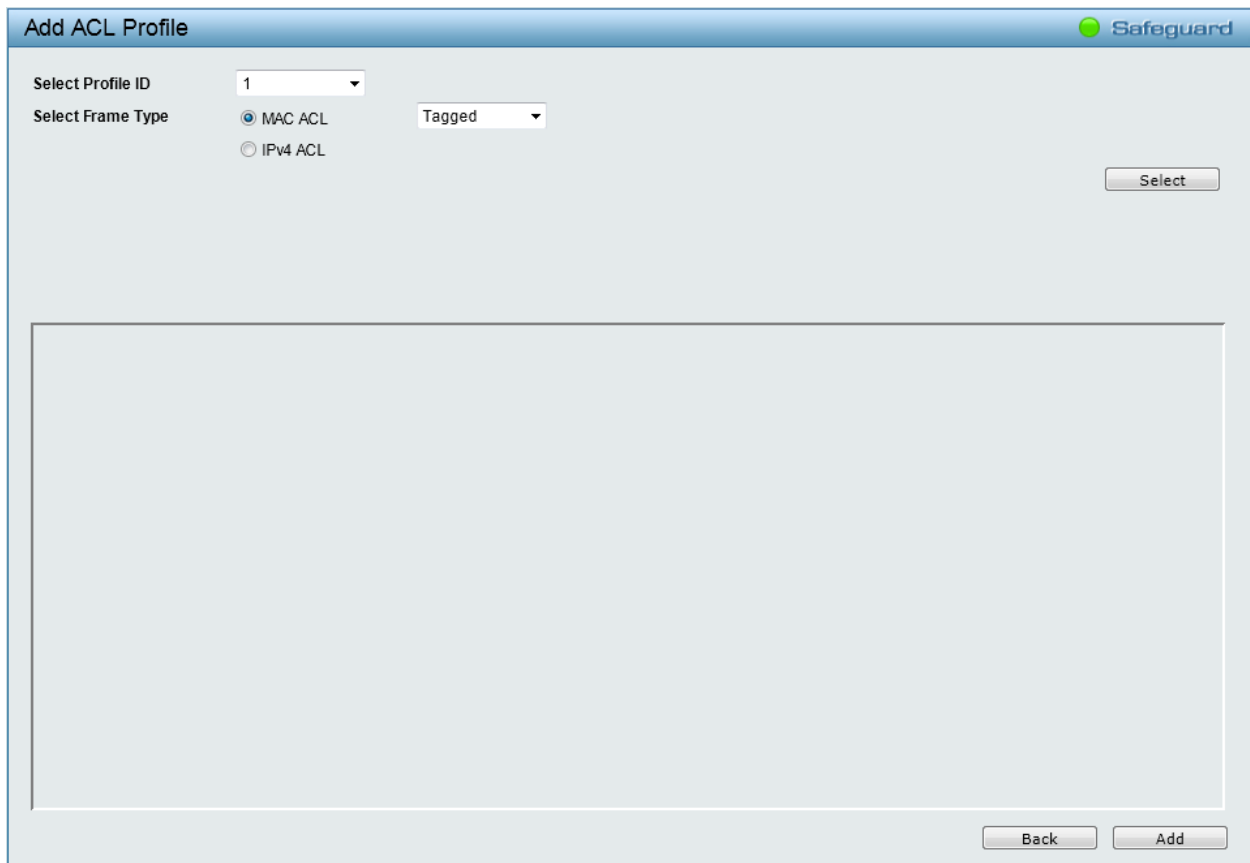 Add ACL Profile
Safeguard
Select Profile ID
1
Select Frame Type
MAC ACL
Tagged
IPv4 ACL
Select
Back
Add